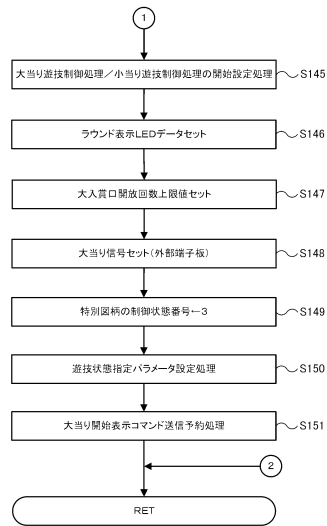 1
大当り遊技制御処理／小当り遊技制御処理の開始設定処理 S145
ラウンド表示LEDデータセット S146
大入賞口開放回数上限値セット S147
大当り信号セット(外部端子板) S148
特別図柄の制御状態番号←3 S149
遊技状態指定パラメータ設定処理 S150
大当り開始表示コマンド送信予約処理 S151
2
RET